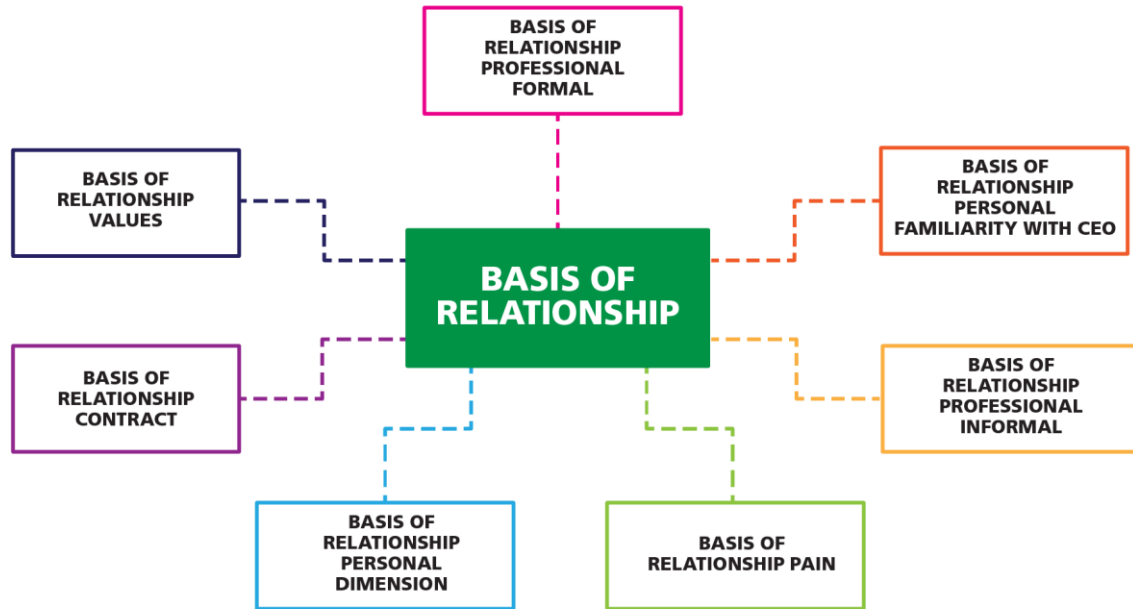 BASIS OF
RELATIONSHIP
PROFESSIONAL
FORMAL
BASIS OF
RELATIONSHIP
VALUES
BASIS OF
RELATIONSHIP
PERSONAL
FAMILIARITY WITH CEO
BASIS OF
RELATIONSHIP
BASIS OF
RELATIONSHIP
CONTRACT
BASIS OF
RELATIONSHIP
PROFESSIONAL
INFORMAL
BASIS OF
RELATIONSHIP
PERSONAL
DIMENSION
BASIS OF
RELATIONSHIP PAIN